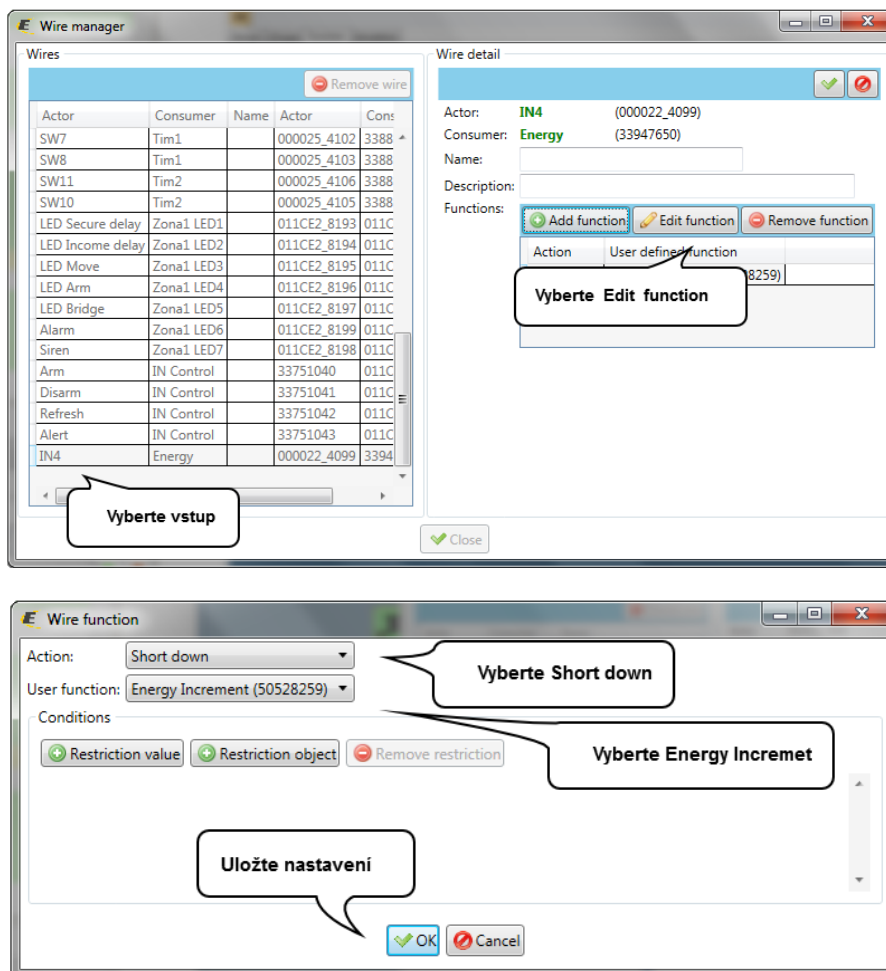 Wire manager
Wires
Remove wire
Actor Consumer Name Actor Cons
SW7 Tim1 000025_4102 3388
SW8 Tim1 000025_4103 3388
SW11 Tim2 000025_4106 3388
SW10 Tim2 000025_4105 3388
LED Secure delay Zona1 LED1 011CE2_8193 011C
LED Income delay Zona1 LED2 011CE2_8194 011C
LED Move Zona1 LED3 011CE2_8195 011C
LED Arm Zona1 LED4 011CE2_8196 011C
LED Bridge Zona1 LED5 011CE2_8197 011C
Alarm Zona1 LED6 011CE2_8199 011C
Siren Zona1 LED7 011CE2_8198 011C
Arm IN Control 33751040 011C
Disarm IN Control 33751041 011C
Refresh IN Control 33751042 011C
Alert IN Control 33751043 011C
IN4 Energy 000022_4099 3394
Vyberte vstup
Wire detail
Actor: IN4 (000022_4099)
Consumer: Energy (33947650)
Name:
Description:
Functions:
Add function Edit function Remove function
Action User defined function
8259)
Vyberte Edit function
Close
Wire function
Action: Short down
Vyberte Short down
User function: Energy Increment (50528259)
Vyberte Energy Incremet
Conditions
Restriction value Restriction object Remove restriction
Uložte nastavení
OK Cancel